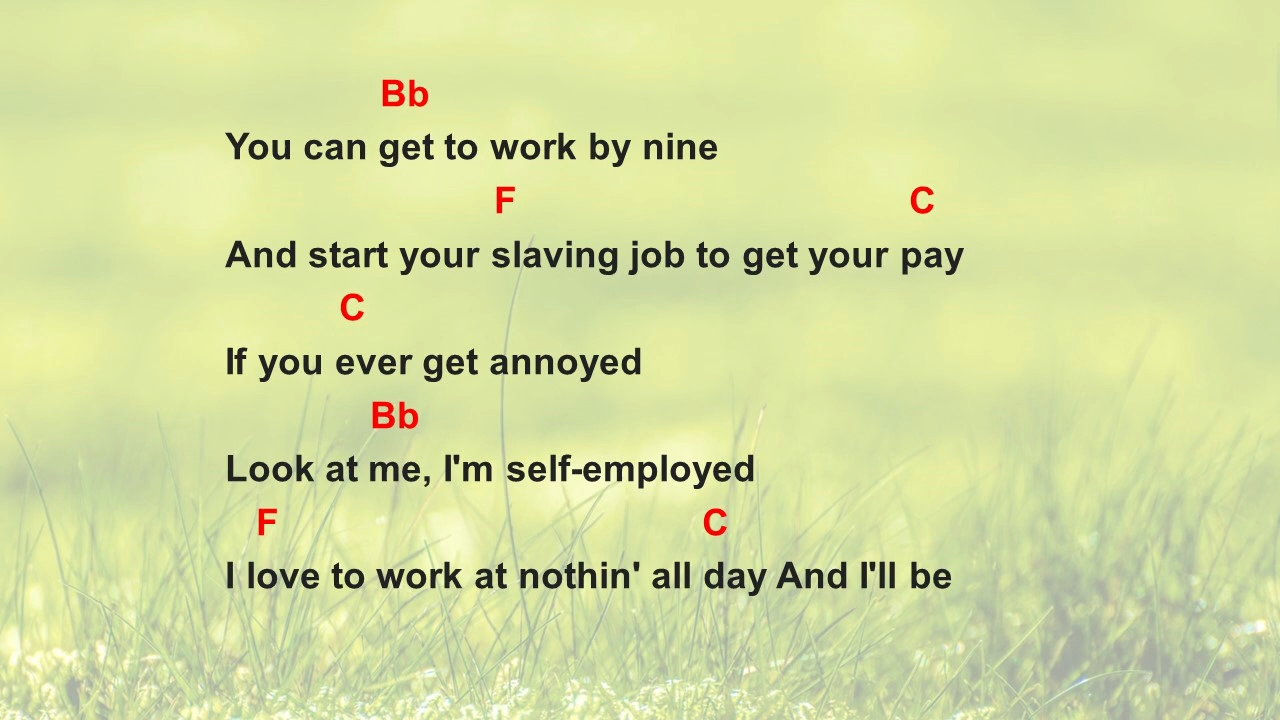 Bb
You can get to work by nine
F C
And start your slaving job to get your pay
C
If you ever get annoyed
Bb
Look at me, I'm self-employed
F C
I love to work at nothin' all day And I'll be